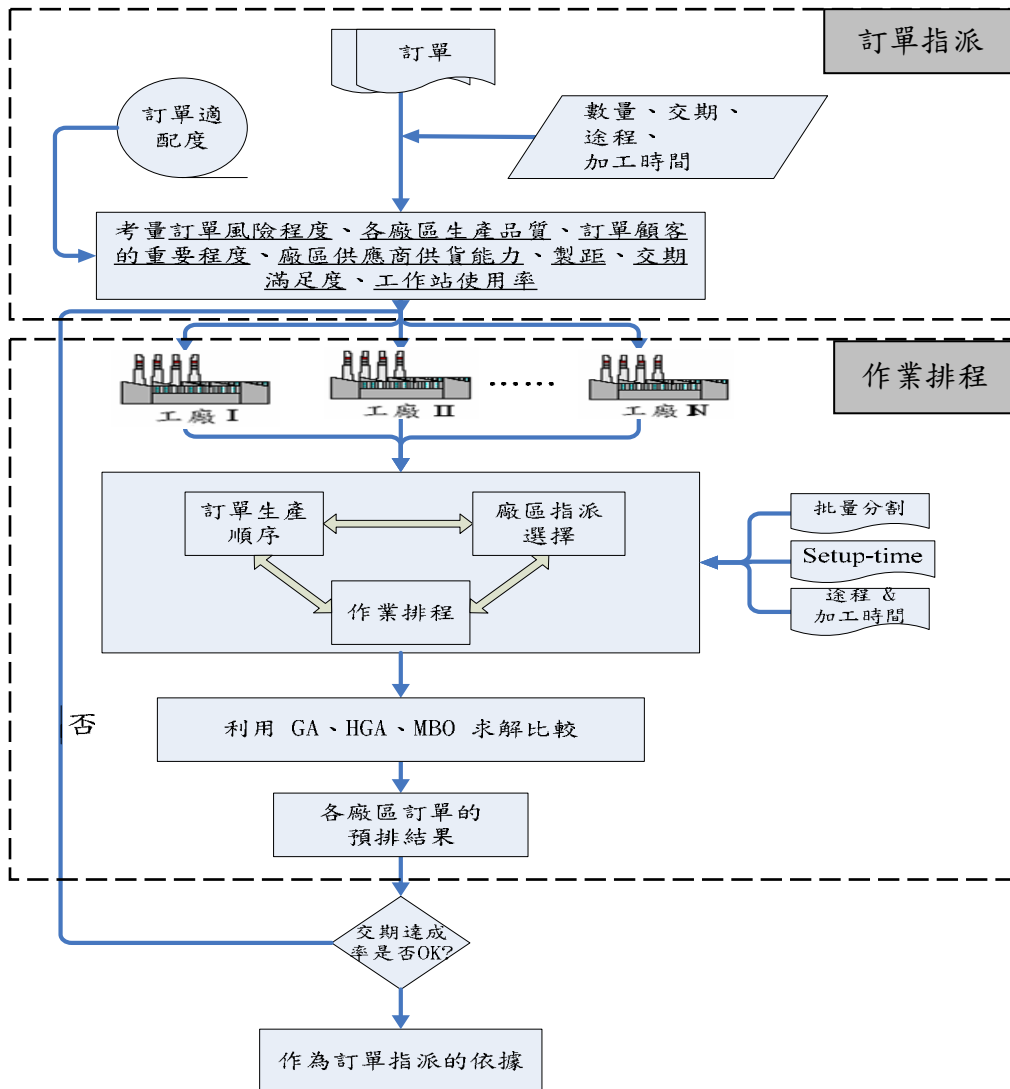 訂單指派
訂單
訂單適
配度
數量、交期、
途程、
加工時間
考量訂單風險程度、各廠區生產品質、訂單顧客
的重要程度、廠區供應商供貨能力、製距、交期
滿足度、工作站使用率
作業排程
工廠 I
工廠 II
......
工廠 N
訂單生產
順序
廠區指派
選擇
作業排程
批量分割
Setup-time
途程 &
加工時間
利用 GA、HGA、MBO 求解比較
否
各廠區訂單的
預排結果
交期達成
率是否OK?
作為訂單指派的依據